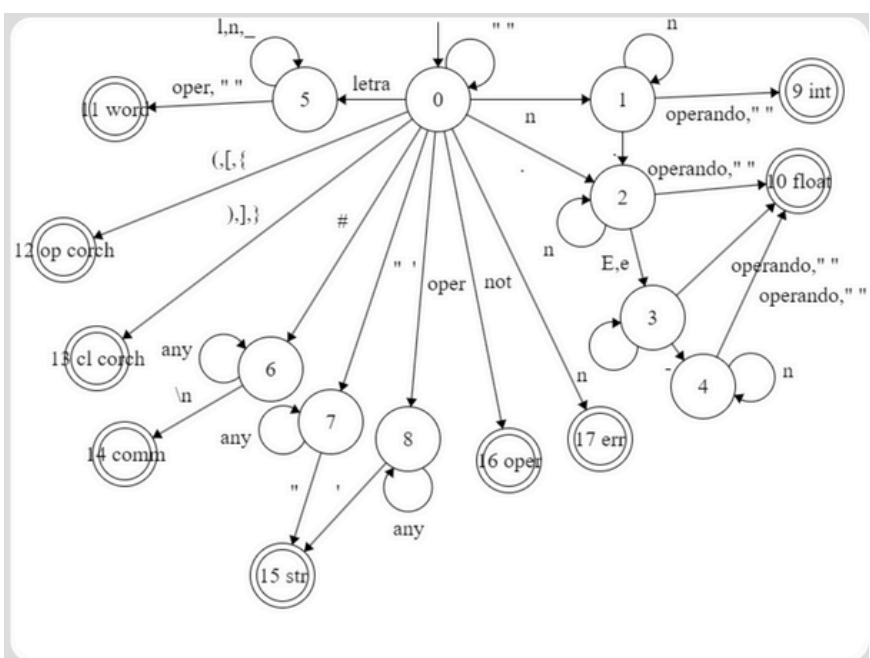 l,n,_
" "
n
oper, " "
letra
5
0
1
9 int
11 word
n
operando," "
(,[,{
.
.
operando," "
10 float
2
),],}
#
n
12 op corch
" '
oper
not
E,e
operando," "
operando," "
3
13 cl corch
any
6
n
-
4
n
\n
7
8
any
14 comm
16 oper
17 err
"
'
any
15 str